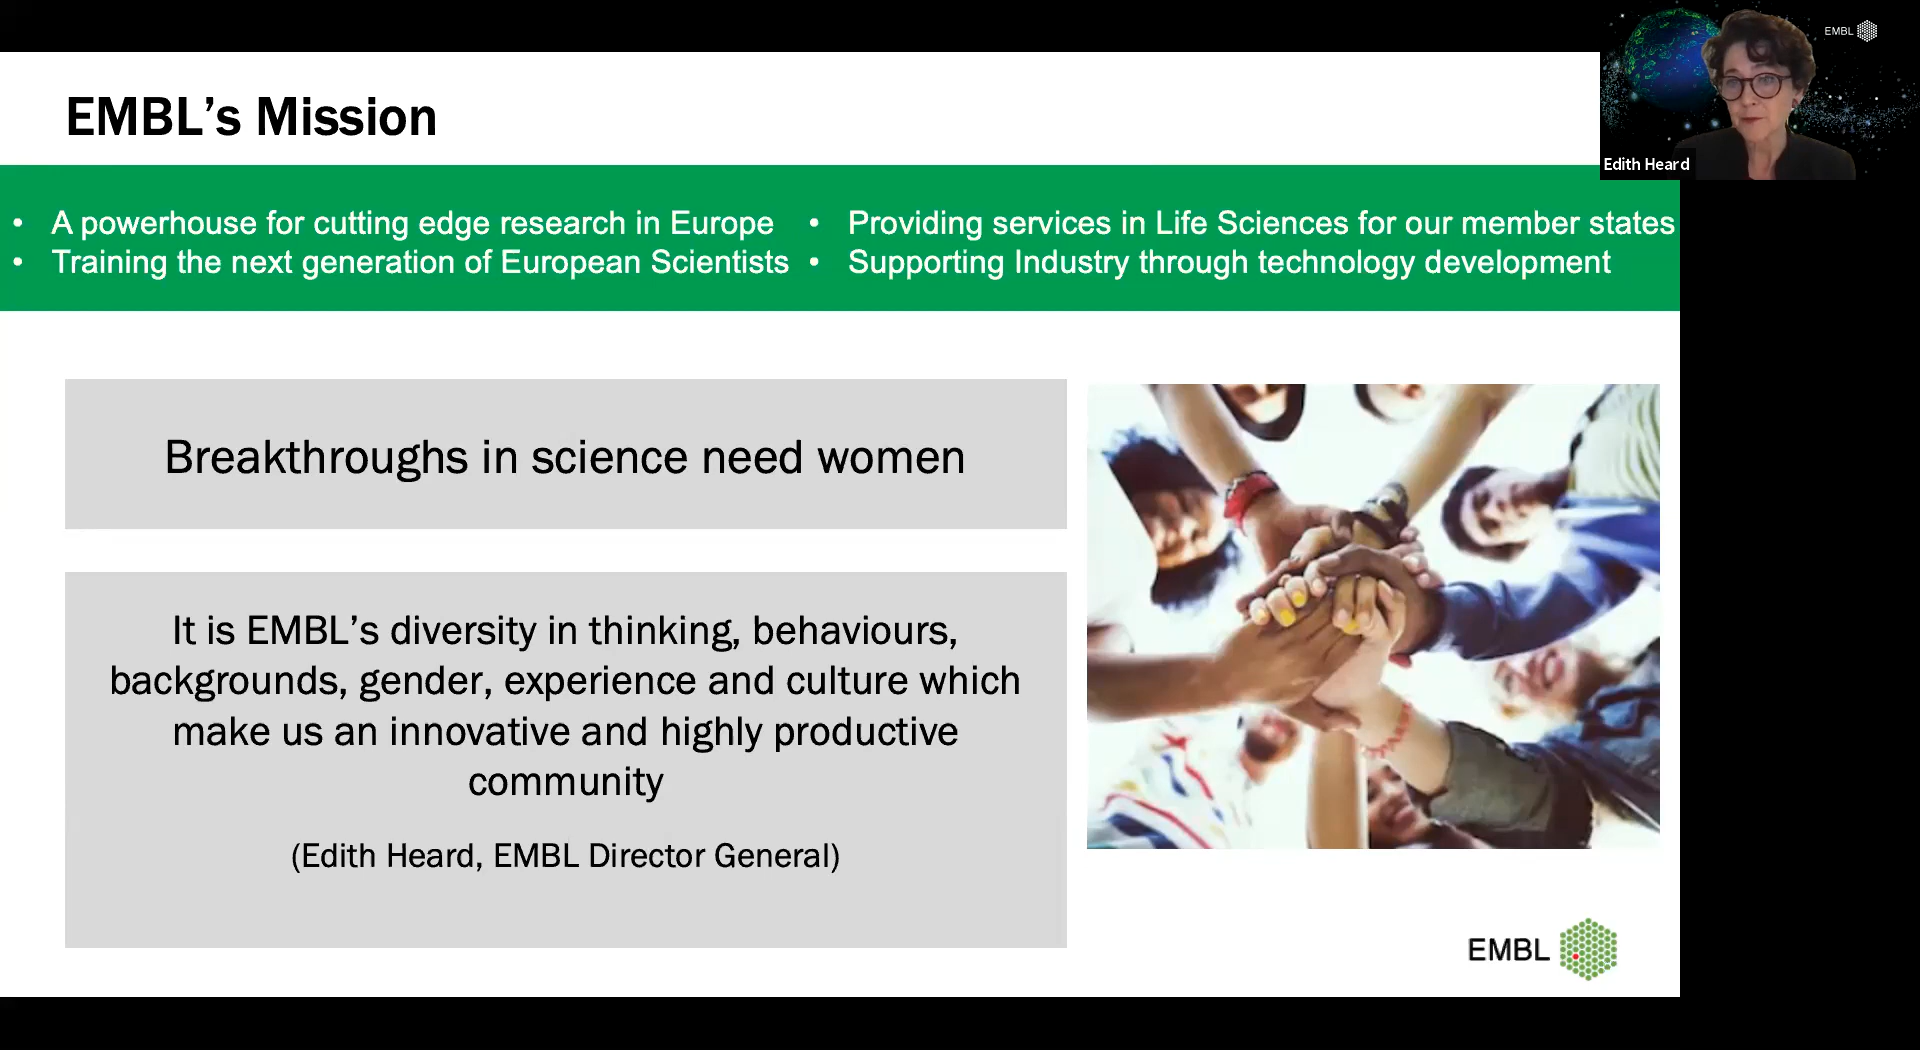 EMBL
Edith Heard
EMBL’s Mission
• A powerhouse for cutting edge research in Europe
• Training the next generation of European Scientists
• Providing services in Life Sciences for our member states
• Supporting Industry through technology development
Breakthroughs in science need women
It is EMBL’s diversity in thinking, behaviours,
backgrounds, gender, experience and culture which
make us an innovative and highly productive
community
(Edith Heard, EMBL Director General)
EMBL